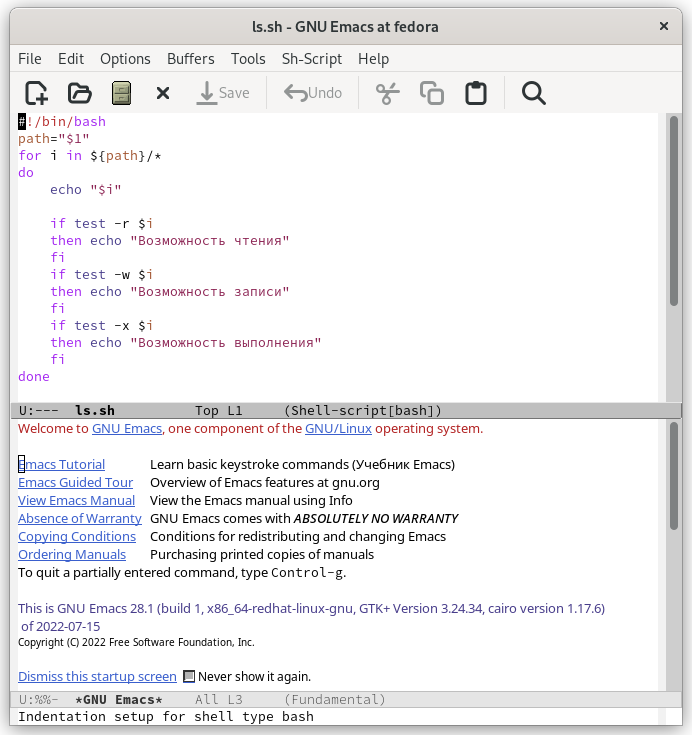 ls.sh - GNU Emacs at fedora
File Edit Options Buffers Tools Sh-Script Help
Save Undo
#!/bin/bash
path="$1"
for i in ${path}/*
do
    echo "$i"
    if test -r $i
    then echo "Возможность чтения"
    fi
    if test -w $i
    then echo "Возможность записи"
    fi
    if test -x $i
    then echo "Возможность выполнения"
    fi
done
U:--- ls.sh Top L1 (Shell-script[bash])
Welcome to GNU Emacs, one component of the GNU/Linux operating system.
Emacs Tutorial Learn basic keystroke commands (Учебник Emacs)
Emacs Guided Tour Overview of Emacs features at gnu.org
View Emacs Manual View the Emacs manual using Info
Absence of Warranty GNU Emacs comes with ABSOLUTELY NO WARRANTY
Copying Conditions Conditions for redistributing and changing Emacs
Ordering Manuals Purchasing printed copies of manuals
To quit a partially entered command, type Control-g.
This is GNU Emacs 28.1 (build 1, x86_64-redhat-linux-gnu, GTK+ Version 3.24.34, cairo version 1.17.6)
of 2022-07-15
Copyright (C) 2022 Free Software Foundation, Inc.
Dismiss this startup screen Never show it again.
U:%%- *GNU Emacs* All L3 (Fundamental)
Indentation setup for shell type bash